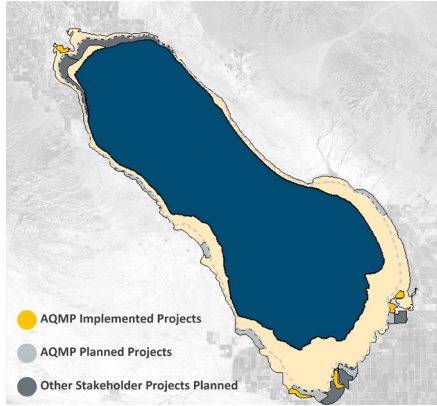 AQMP Implemented Projects
AQMP Planned Projects
Other Stakeholder Projects Planned